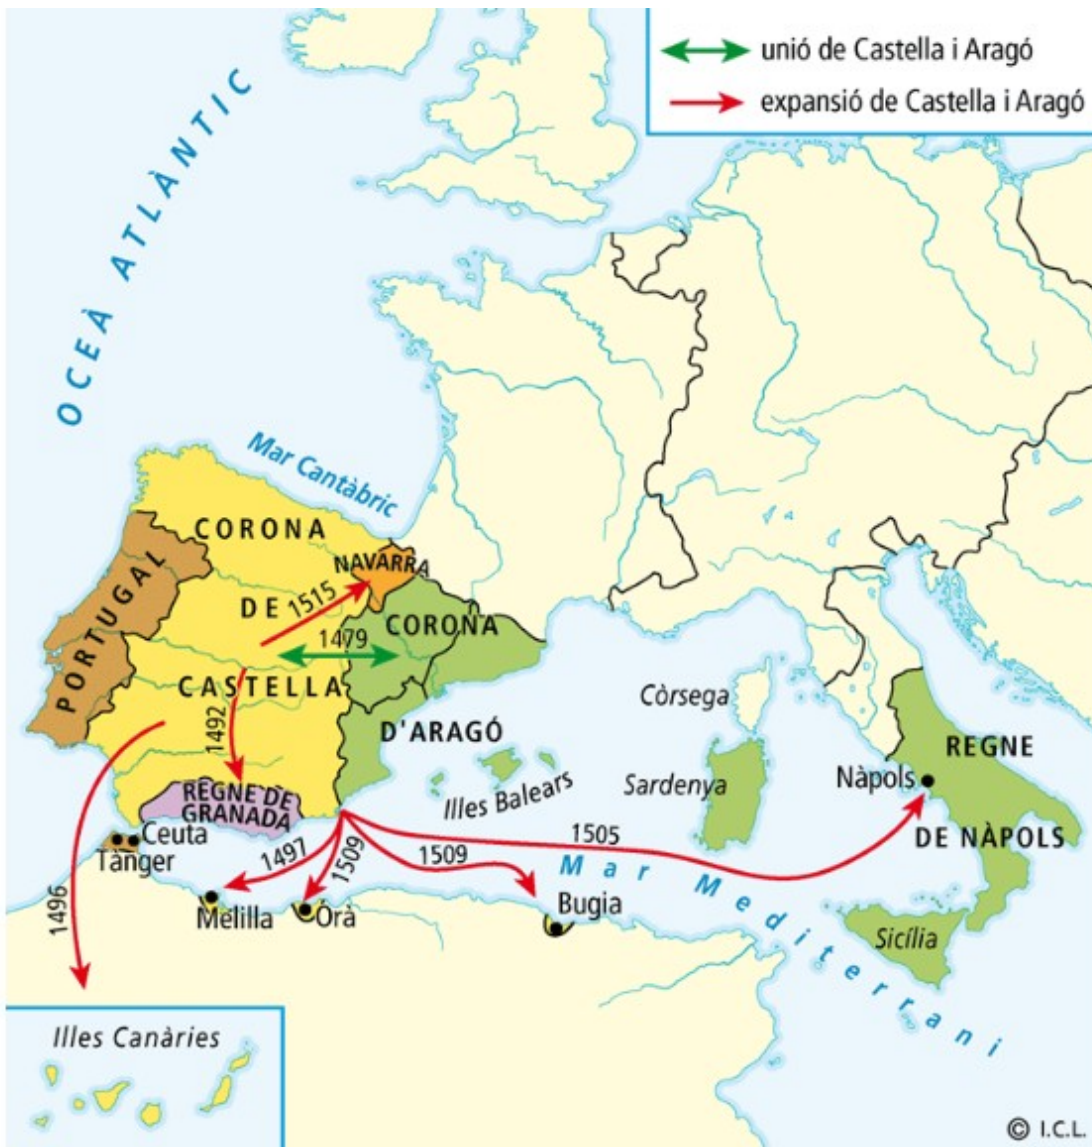 unió de Castella i Aragó
expansió de Castella i Aragó
OCEÀ ATLÀNTIC
Mar Cantàbric
CORONA
DE
CASTELLA
PORTUGAL
NAVARRA
1515
1479
CORONA
D'ARAGÓ
1492
REGNE DE
GRANADA
Ceuta
Tànger
1496
1497
Melilla
1509
Orà
1509
Bugia
1505
Illes Balears
Còrsega
Sardenya
Nàpols
REGNE
DE NÀPOLS
Sicília
Mar Mediterrani
Illes Canàries
© I.C.L.